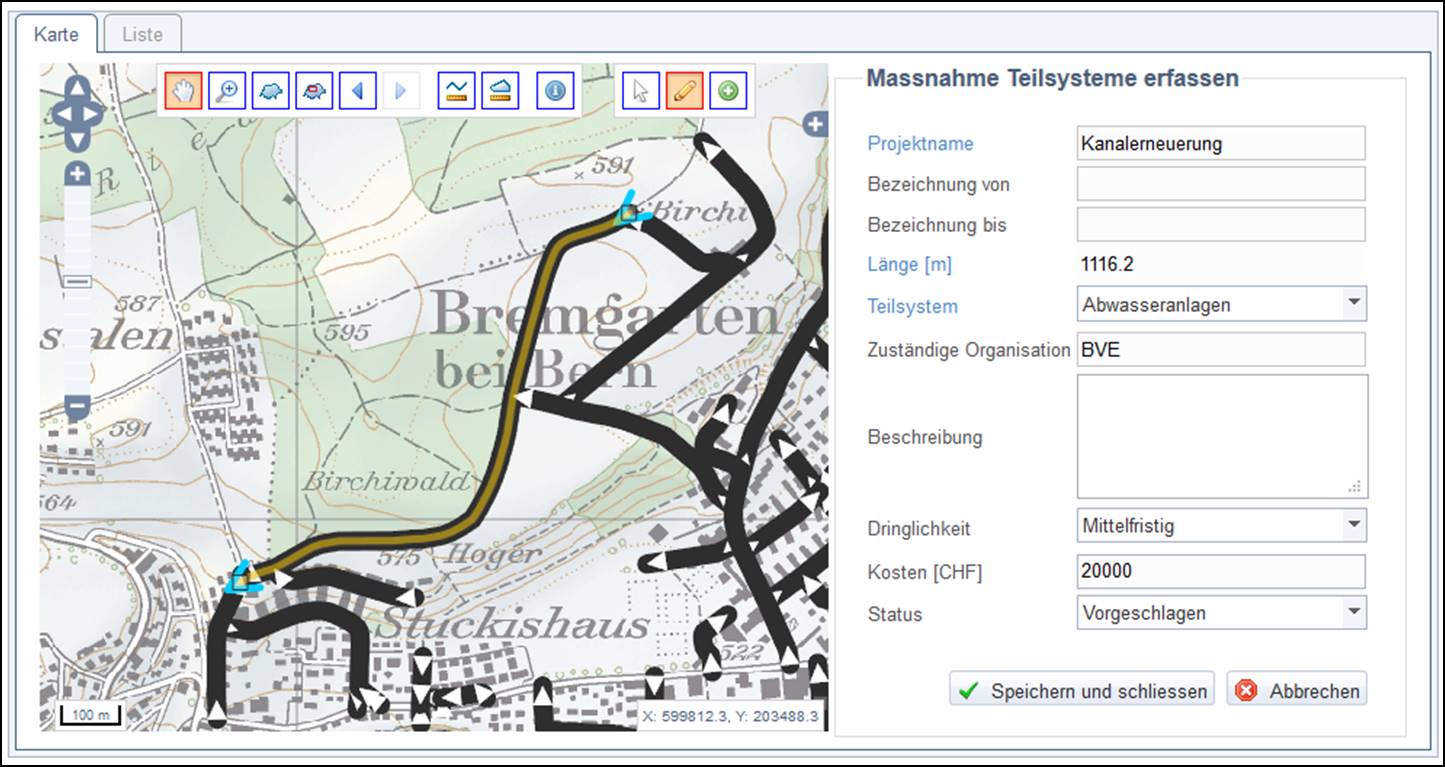 Karte
Liste
Massnahme Teilsysteme erfassen
Projektname
Kanalerneuerung
Bezeichnung von
Bezeichnung bis
Länge [m]
1116.2
Teilsystem
Abwasseranlagen
Zuständige Organisation
BVE
Beschreibung
Dringlichkeit
Mittelfristig
Kosten [CHF]
20000
Status
Vorgeschlagen
Speichern und schliessen
Abbrechen
R i e
591
Birchi
587
595
Bremgarten
bei Bern
591
Birchiwald
564
575
Hoger
Stuckishaus
522
100 m
X: 599812.3, Y: 203488.3